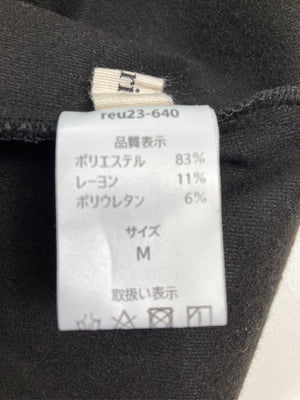 reu23-640
品質表示
ポリエステル 83%
レーヨン 11%
ポリウレタン 6%
サイズ
M
取扱い表示